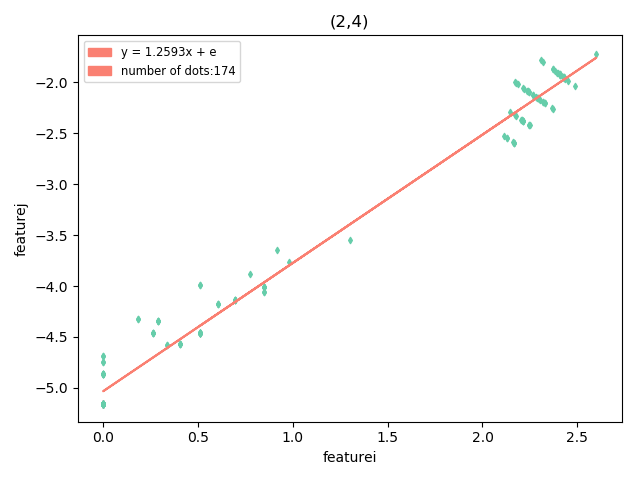 (2,4)
y = 1.2593x + e
number of dots:174
−2.0
−2.5
−3.0
−3.5
−4.0
−4.5
−5.0
featurej
0.0 0.5 1.0 1.5 2.0 2.5
featurei